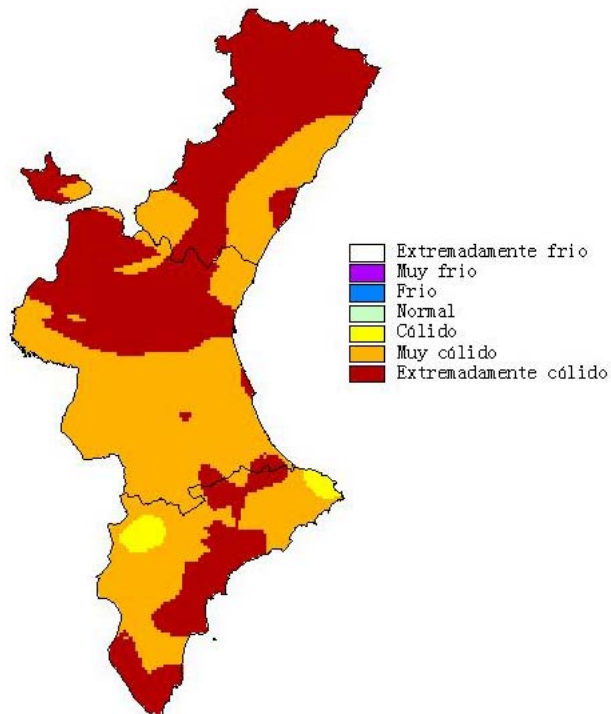 Extremadamente frio
Muy frio
Frio
Normal
Cálido
Muy cálido
Extremadamente cálido